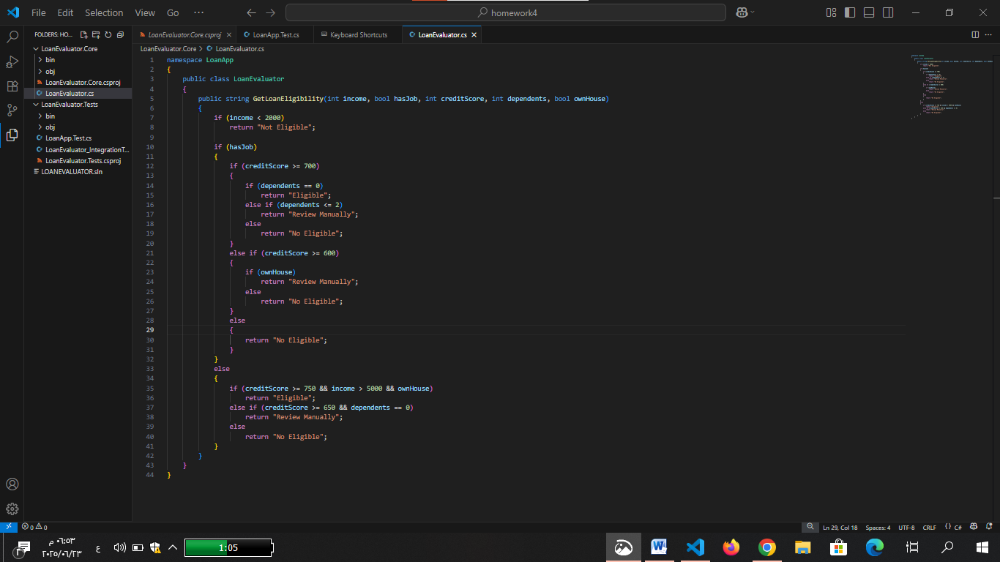 File Edit Selection View Go ··· homework4
FOLDERS: HO...
LoanEvaluator.Core
bin
obj
LoanEvaluator.Core.csproj
LoanEvaluator.cs
LoanEvaluator.Tests
bin
obj
LoanApp.Test.cs
LoanEvaluator_IntegrationT...
LoanEvaluator.Tests.csproj
LOANEVALUATOR.sln
LoanEvaluator.Core.csproj LoanApp.Test.cs Keyboard Shortcuts LoanEvaluator.cs
LoanEvaluator.Core > LoanEvaluator.cs
1 namespace LoanApp
2 {
3 public class LoanEvaluator
4 {
5 public string GetLoanEligibility(int income, bool hasJob, int creditScore, int dependents, bool ownHouse)
6 {
7 if (income < 2000)
8 return "Not Eligible";
9
10 if (hasJob)
11 {
12 if (creditScore >= 700)
13 {
14 if (dependents == 0)
15 return "Eligible";
16 else if (dependents <= 2)
17 return "Review Manually";
18 else
19 return "No Eligible";
20 }
21 else if (creditScore >= 600)
22 {
23 if (ownHouse)
24 return "Review Manually";
25 else
26 return "No Eligible";
27 }
28 else
29 {
30 return "No Eligible";
31 }
32 }
33 else
34 {
35 if (creditScore >= 750 && income > 5000 && ownHouse)
36 return "Eligible";
37 else if (creditScore >= 650 && dependents == 0)
38 return "Review Manually";
39 else
40 return "No Eligible";
41 }
42 }
43 }
44 }
0 0 Ln 29, Col 18 Spaces: 4 UTF-8 CRLF {} C#
٠٦:٥٣ م
٢٠٢٥/٠٦/٢٣
٢
ع
1:05